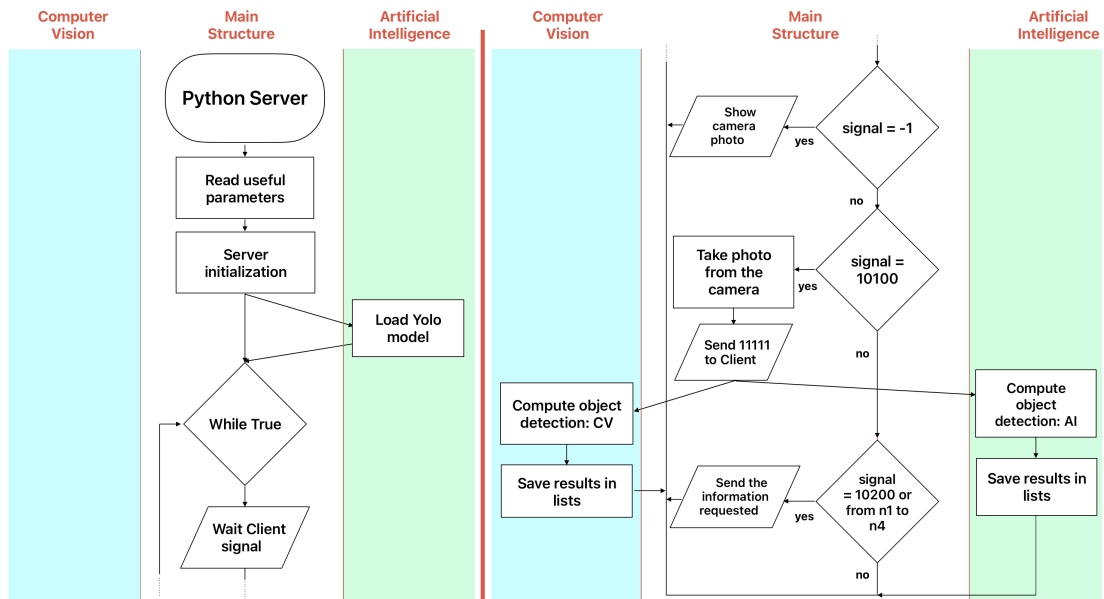 Computer
Vision
Main
Structure
Artificial
Intelligence
Python Server
Read useful
parameters
Server
initialization
Load Yolo
model
While True
Wait Client
signal
Computer
Vision
Main
Structure
Artificial
Intelligence
Show
camera
photo
yes
signal = -1
no
Take photo
from the
camera
yes
signal =
10100
Send 11111
to Client
no
Compute object
detection: CV
Compute
object
detection: AI
Save results in
lists
Send the
information
requested
yes
signal
= 10200 or
from n1 to
n4
Save results in
lists
no